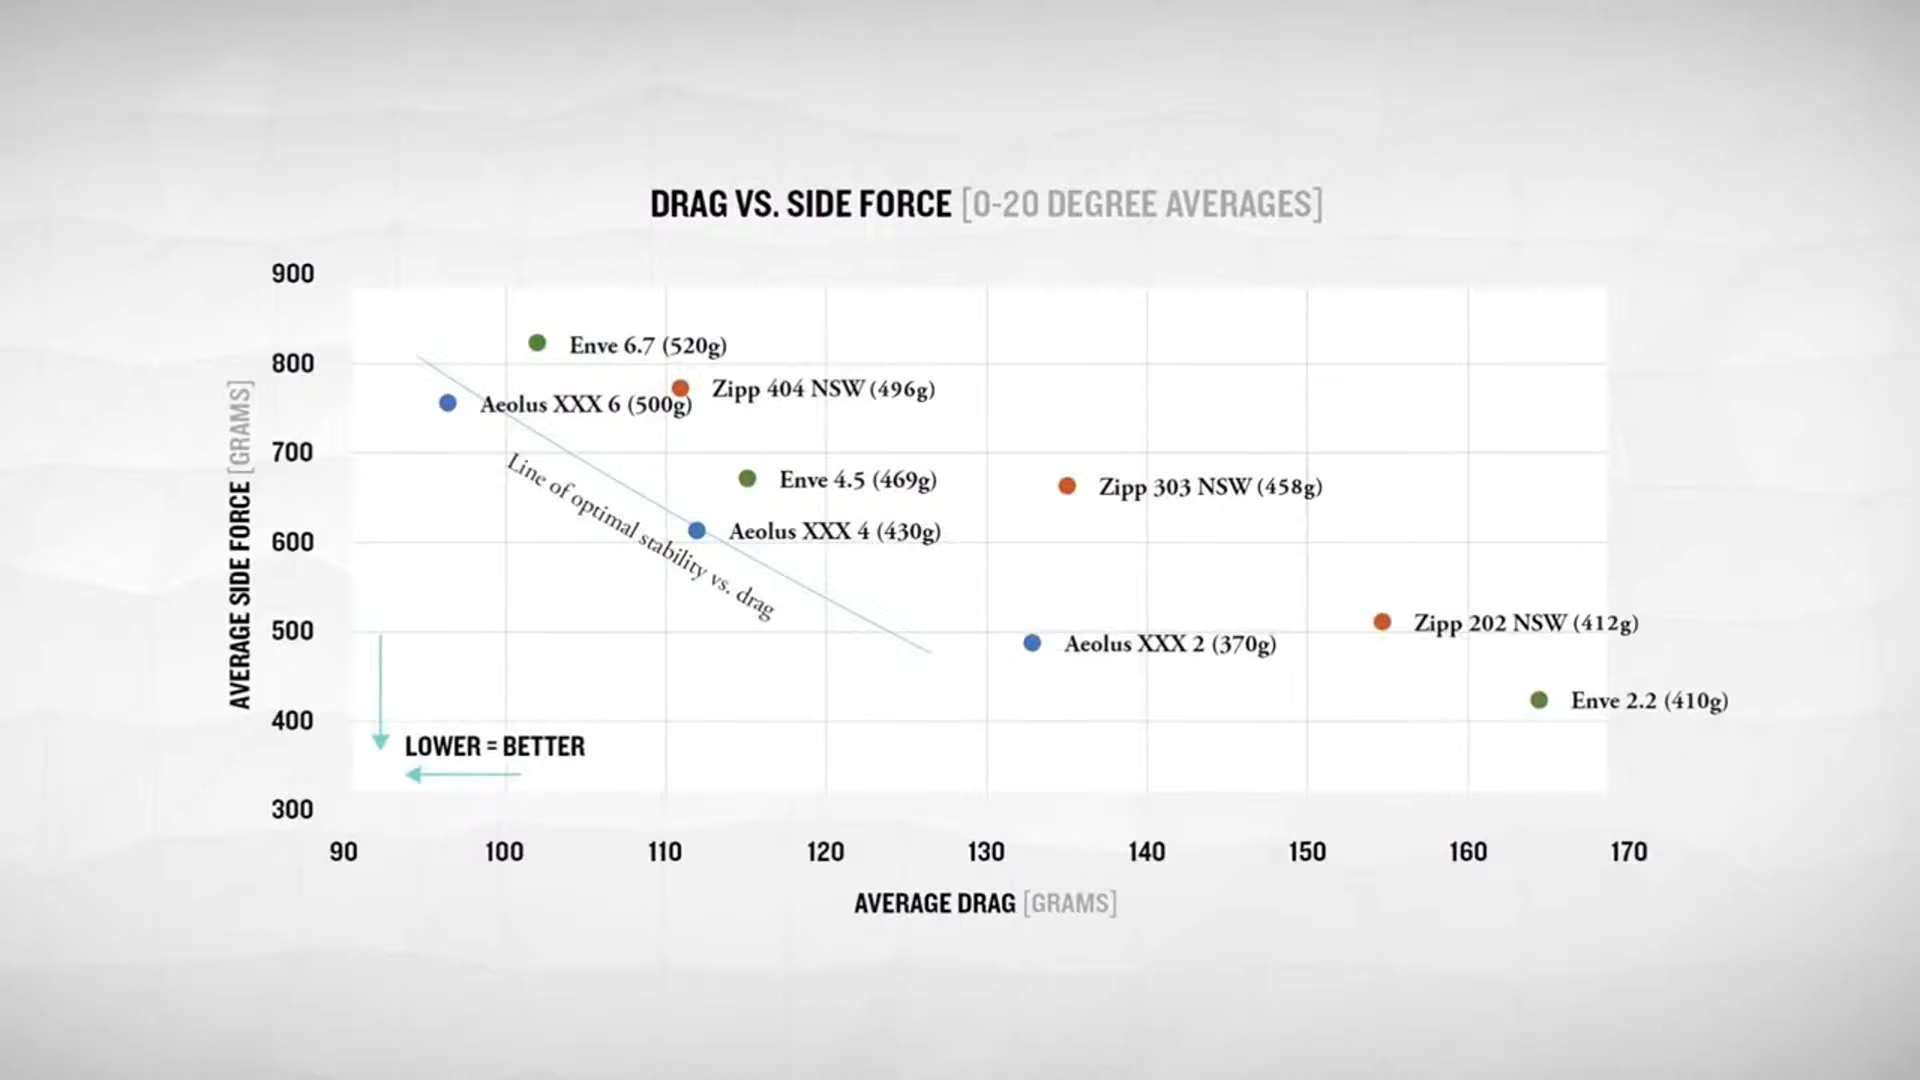 DRAG VS. SIDE FORCE [0-20 DEGREE AVERAGES]
900
800
700
600
500
400
300
AVERAGE SIDE FORCE [GRAMS]
Enve 6.7 (520g)
Zipp 404 NSW (496g)
Aeolus XXX 6 (500g)
Enve 4.5 (469g)
Zipp 303 NSW (458g)
Aeolus XXX 4 (430g)
Line of optimal stability vs. drag
Zipp 202 NSW (412g)
Aeolus XXX 2 (370g)
Enve 2.2 (410g)
LOWER = BETTER
90 100 110 120 130 140 150 160 170
AVERAGE DRAG [GRAMS]